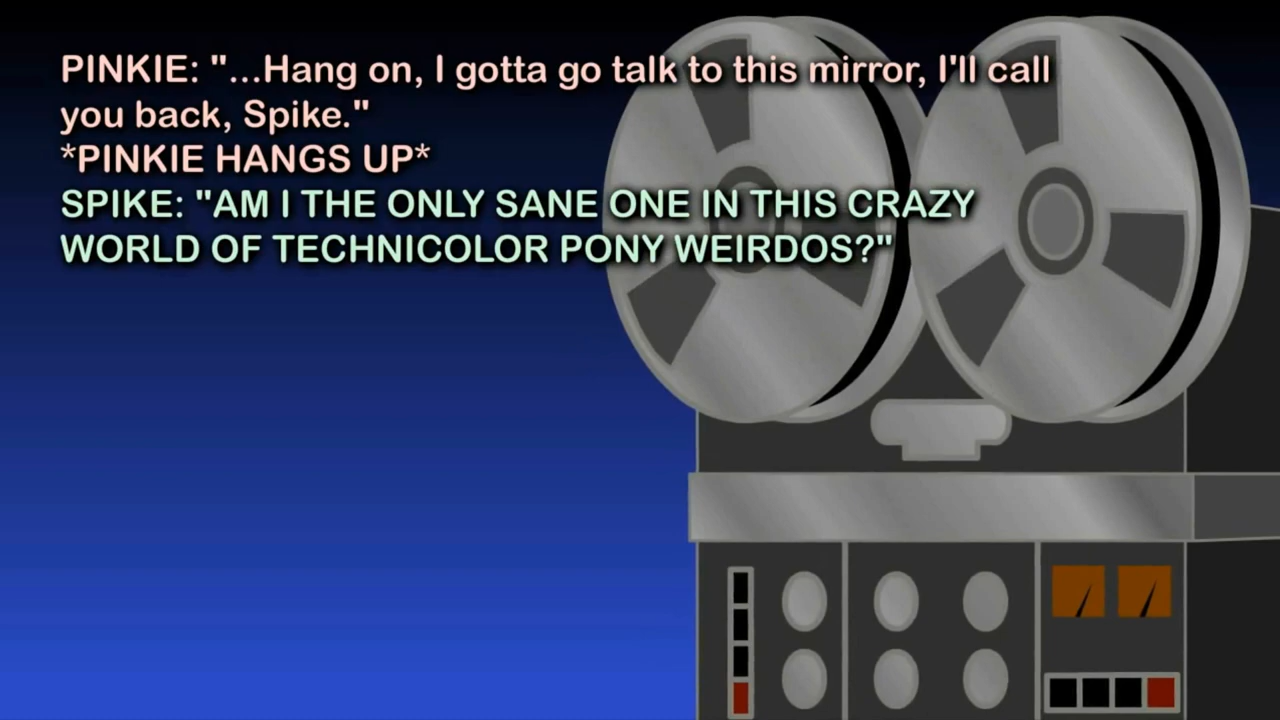 PINKIE: "...Hang on, I gotta go talk to this mirror, I'll call
you back, Spike."
*PINKIE HANGS UP*
SPIKE: "AM I THE ONLY SANE ONE IN THIS CRAZY
WORLD OF TECHNICOLOR PONY WEIRDOS?"